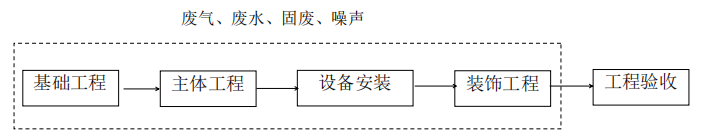 废气、废水、固废、噪声
基础工程
主体工程
设备安装
装饰工程
工程验收